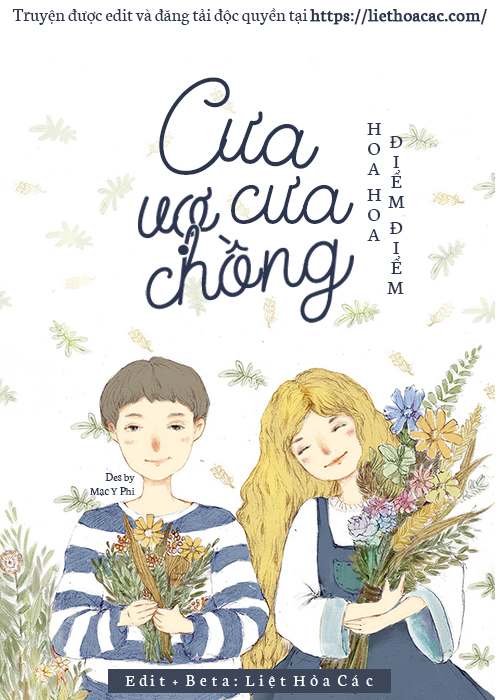 Truyện được edit và đăng tải độc quyền tại https://liethoacac.com/
Cưa
vợ cưa
chồng
HOA HOA
ĐIỂM ĐIỂM
Des by
Mạc Y Phi
Edit + Beta: Liệt Hỏa Các